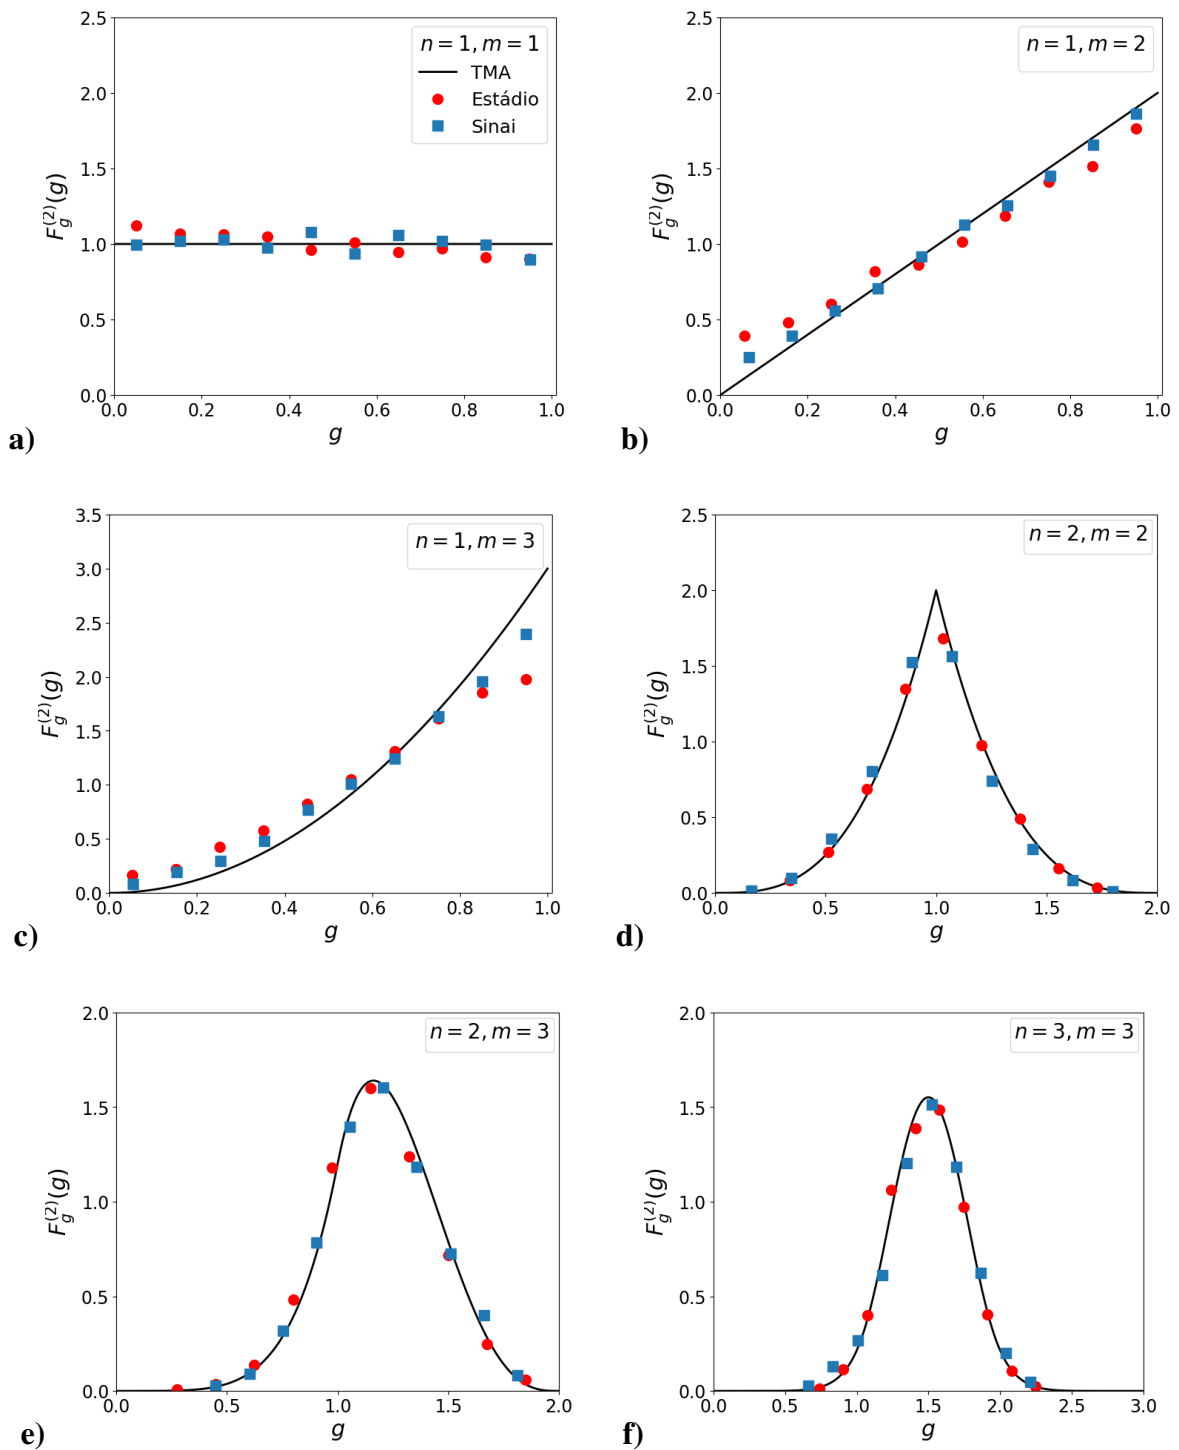 n = 1, m = 1
TMA
Estádio
Sinai
2.5
2.0
1.5
1.0
0.5
0.0
F_g^{(2)}(g)
0.0 0.2 0.4 0.6 0.8 1.0
g
a)
n = 1, m = 2
2.5
2.0
1.5
1.0
0.5
0.0
F_g^{(2)}(g)
0.0 0.2 0.4 0.6 0.8 1.0
g
b)
n = 1, m = 3
3.5
3.0
2.5
2.0
1.5
1.0
0.5
0.0
F_g^{(2)}(g)
0.0 0.2 0.4 0.6 0.8 1.0
g
c)
n = 2, m = 2
2.5
2.0
1.5
1.0
0.5
0.0
F_g^{(2)}(g)
0.0 0.5 1.0 1.5 2.0
g
d)
n = 2, m = 3
2.0
1.5
1.0
0.5
0.0
F_g^{(2)}(g)
0.0 0.5 1.0 1.5 2.0
g
e)
n = 3, m = 3
2.0
1.5
1.0
0.5
0.0
F_g^{(2)}(g)
0.0 0.5 1.0 1.5 2.0 2.5 3.0
g
f)